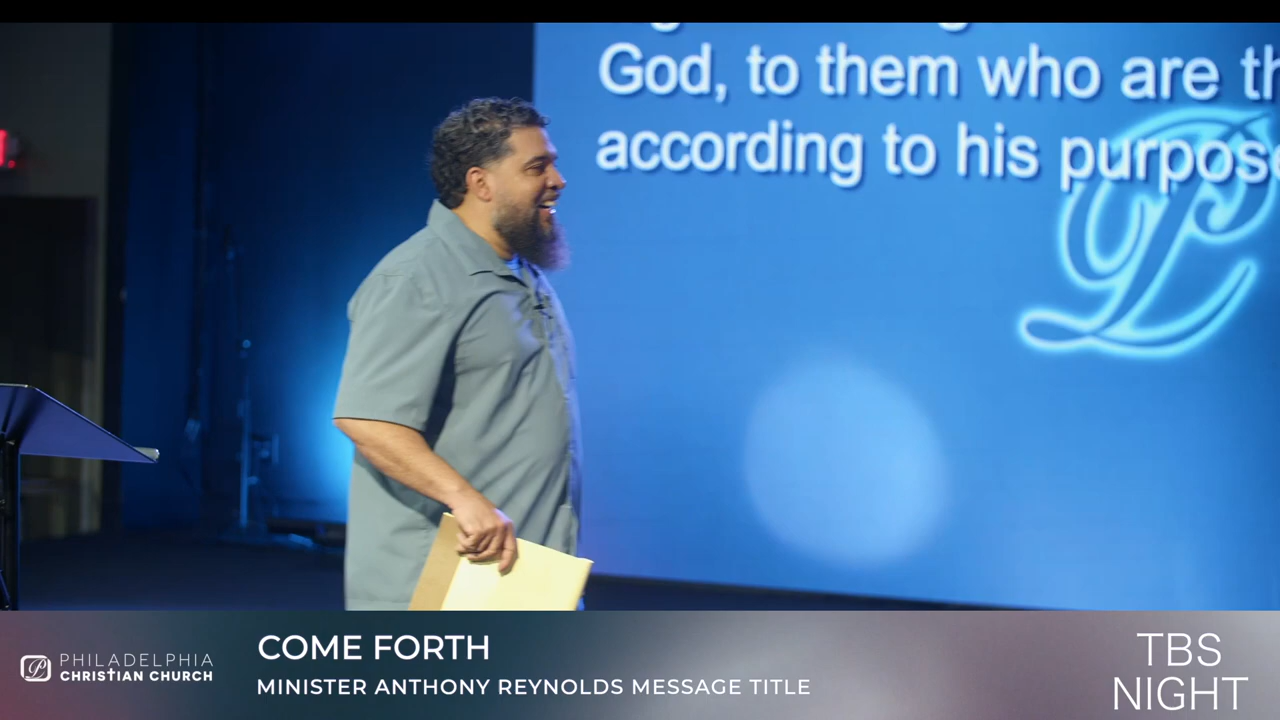 God, to them who are th
according to his purpose
PHILADELPHIA
CHRISTIAN CHURCH
COME FORTH
MINISTER ANTHONY REYNOLDS MESSAGE TITLE
TBS
NIGHT